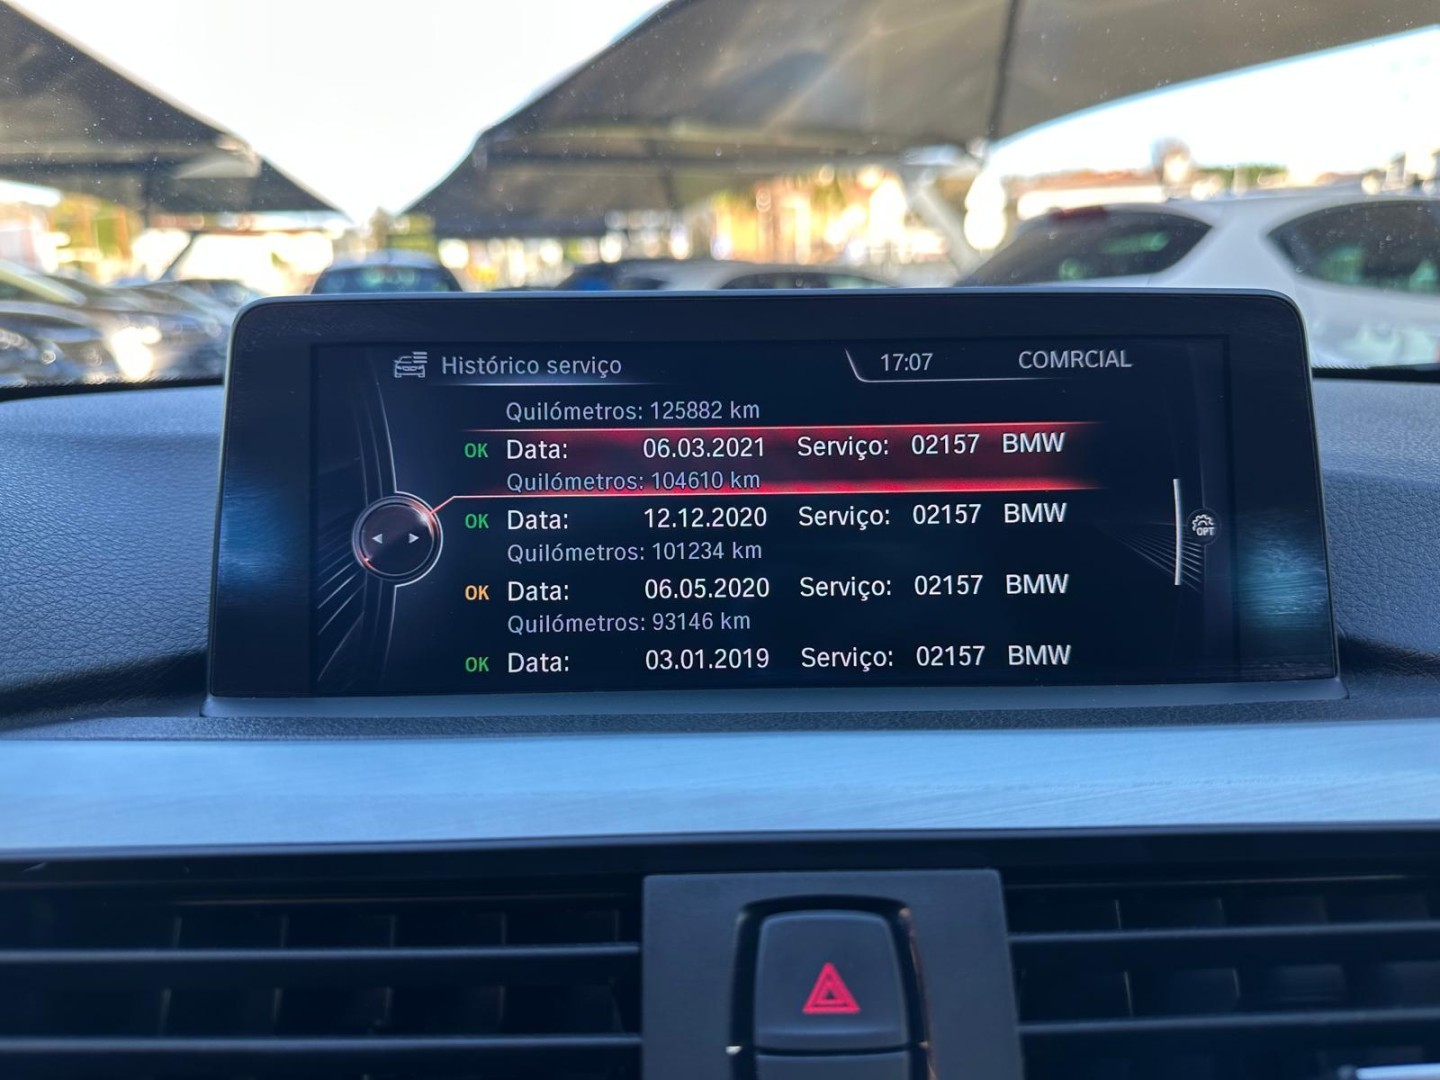 Histórico serviço 17:07 COMRCIAL
Quilómetros: 125882 km
OK Data: 06.03.2021 Serviço: 02157 BMW
Quilómetros: 104610 km
OK Data: 12.12.2020 Serviço: 02157 BMW
Quilómetros: 101234 km
OPT
OK Data: 06.05.2020 Serviço: 02157 BMW
Quilómetros: 93146 km
OK Data: 03.01.2019 Serviço: 02157 BMW